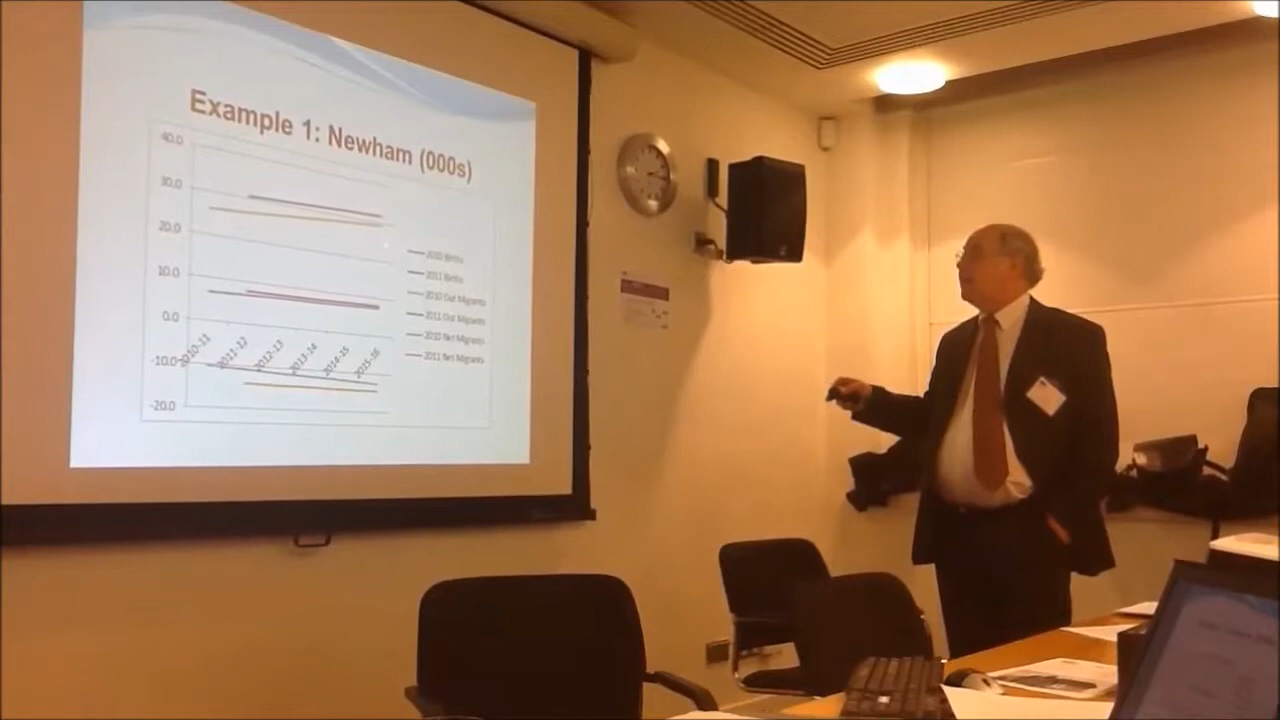 Example 1: Newham (000s)
40.0
30.0
20.0
10.0
0.0
-10.0
-20.0
2010-11
2011-12
2012-13
2013-14
2014-15
2015-16
2010 Births
2011 Births
2010 Out Migrants
2011 Out Migrants
2010 Net Migrants
2011 Net Migrants